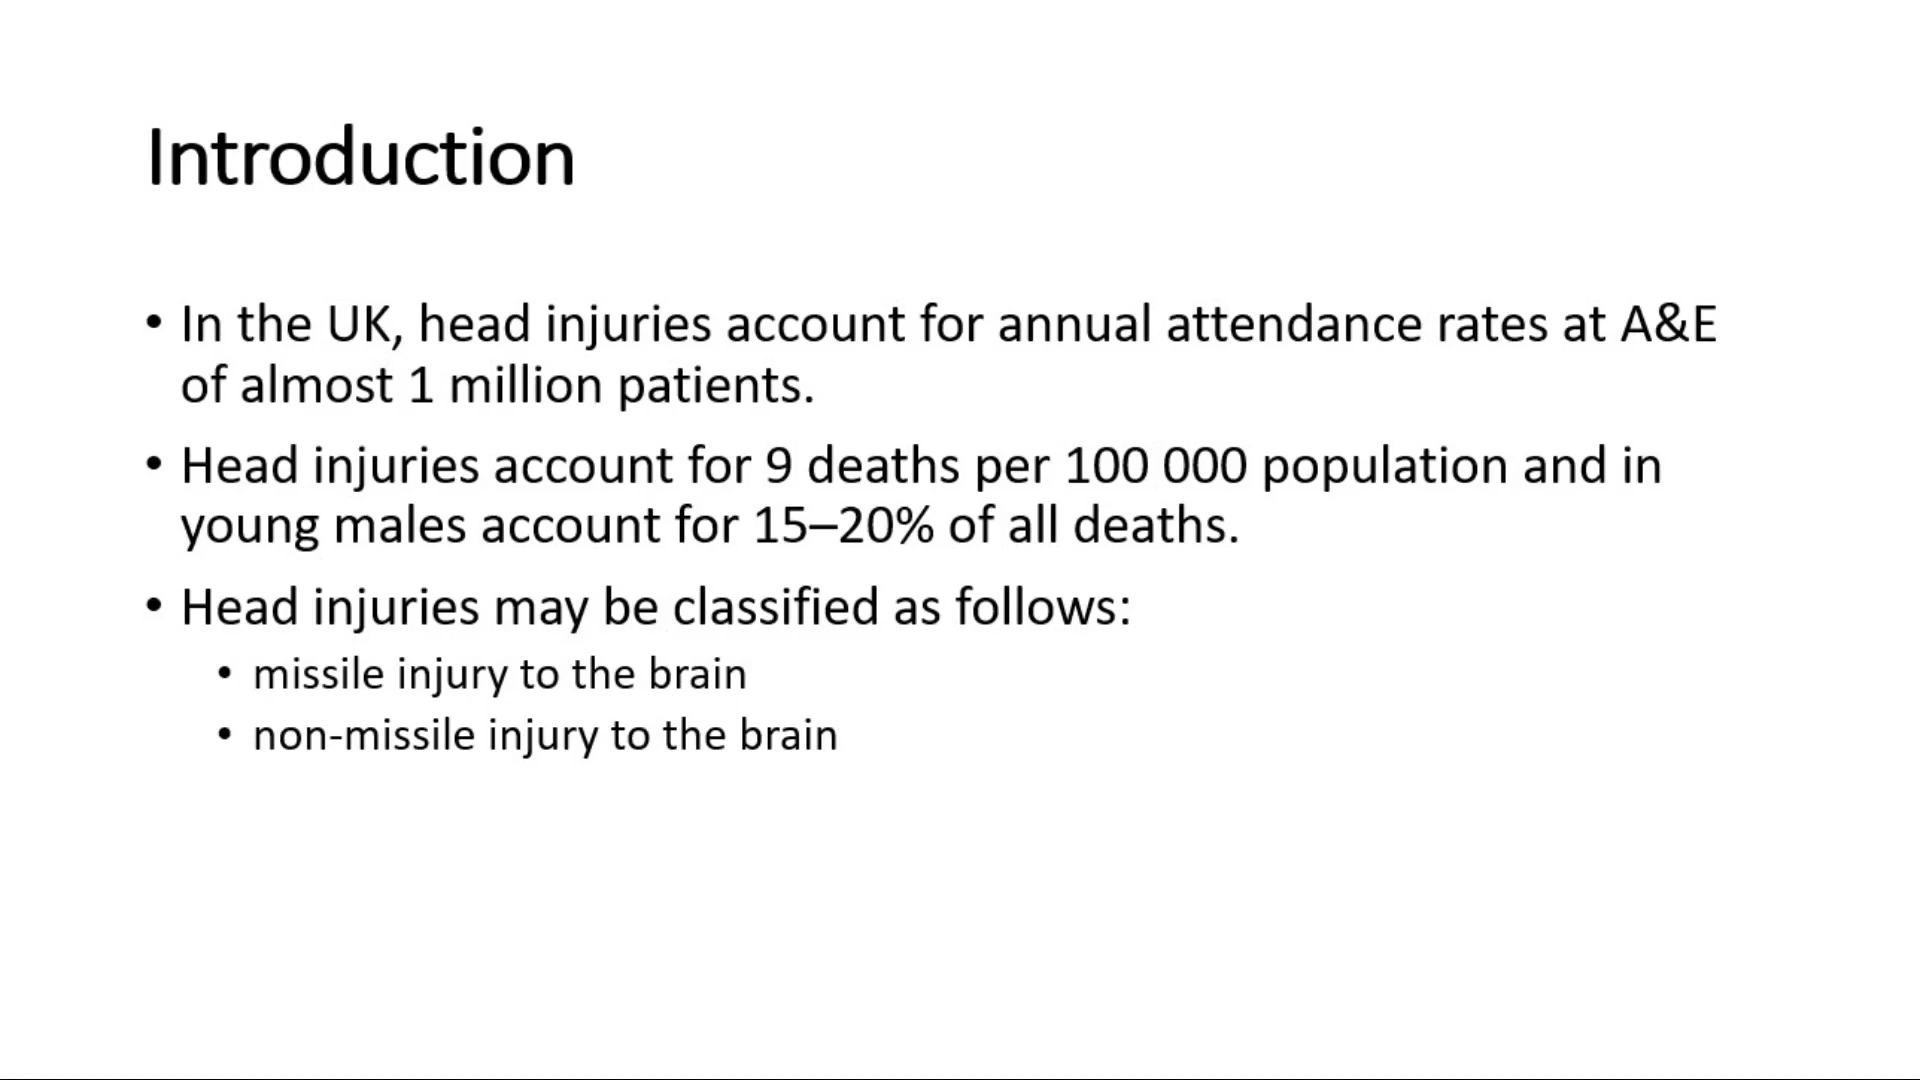 Introduction
• In the UK, head injuries account for annual attendance rates at A&E
of almost 1 million patients.
• Head injuries account for 9 deaths per 100 000 population and in
young males account for 15–20% of all deaths.
• Head injuries may be classified as follows:
• missile injury to the brain
• non-missile injury to the brain